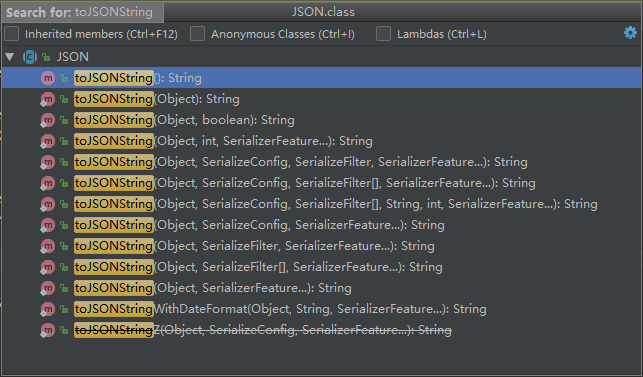 Search for: toJSONString JSON.class
Inherited members (Ctrl+F12) Anonymous Classes (Ctrl+I) Lambdas (Ctrl+L)
JSON
toJSONString(): String
toJSONString(Object): String
toJSONString(Object, boolean): String
toJSONString(Object, int, SerializerFeature...): String
toJSONString(Object, SerializeConfig, SerializeFilter, SerializerFeature...): String
toJSONString(Object, SerializeConfig, SerializeFilter[], SerializerFeature...): String
toJSONString(Object, SerializeConfig, SerializeFilter[], String, int, SerializerFeature...): String
toJSONString(Object, SerializeConfig, SerializerFeature...): String
toJSONString(Object, SerializeFilter, SerializerFeature...): String
toJSONString(Object, SerializeFilter[], SerializerFeature...): String
toJSONString(Object, SerializerFeature...): String
toJSONStringWithDateFormat(Object, String, SerializerFeature...): String
toJSONStringZ(Object, SerializeConfig, SerializerFeature...): String